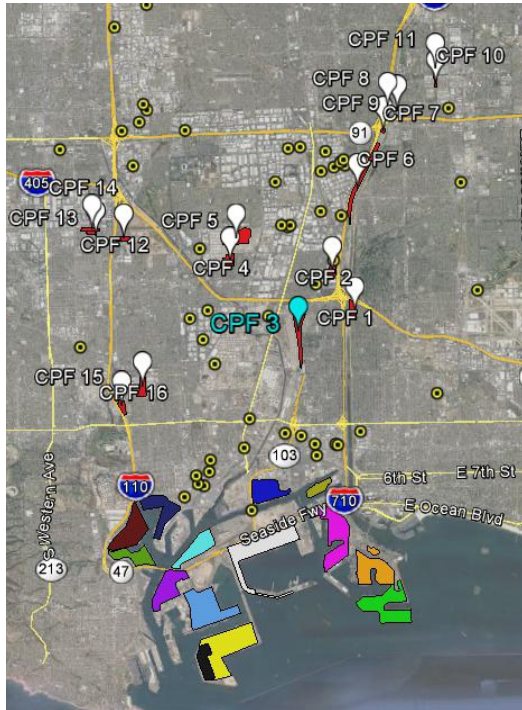 CPF 11
CPF 10
CPF 8
CPF 9
CPF 7
91
CPF 6
405
CPF 14
CPF 13
CPF 12
CPF 5
CPF 4
CPF 2
CPF 3
CPF 1
CPF 15
CPF 16
103
110
6th St
E 7th St
710
S Western Ave
Seaside Fwy
E Ocean Blvd
213
47